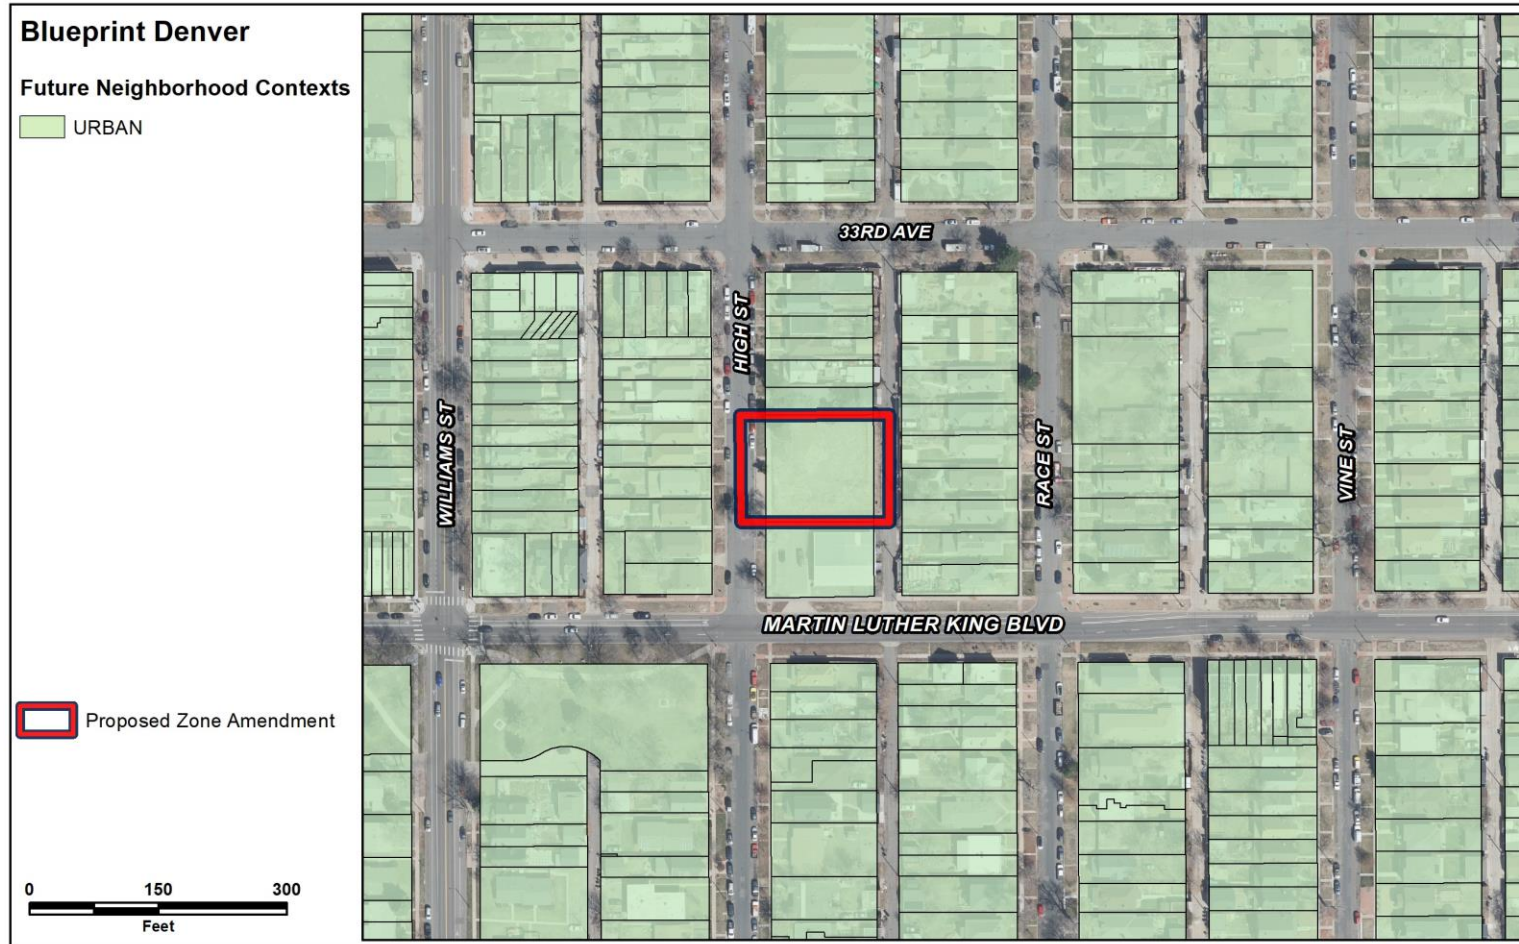 Blueprint Denver
Future Neighborhood Contexts
URBAN
33RD AVE
HIGH ST
WILLIAMS ST
RACE ST
VINE ST
MARTIN LUTHER KING BLVD
Proposed Zone Amendment
0 150 300
Feet